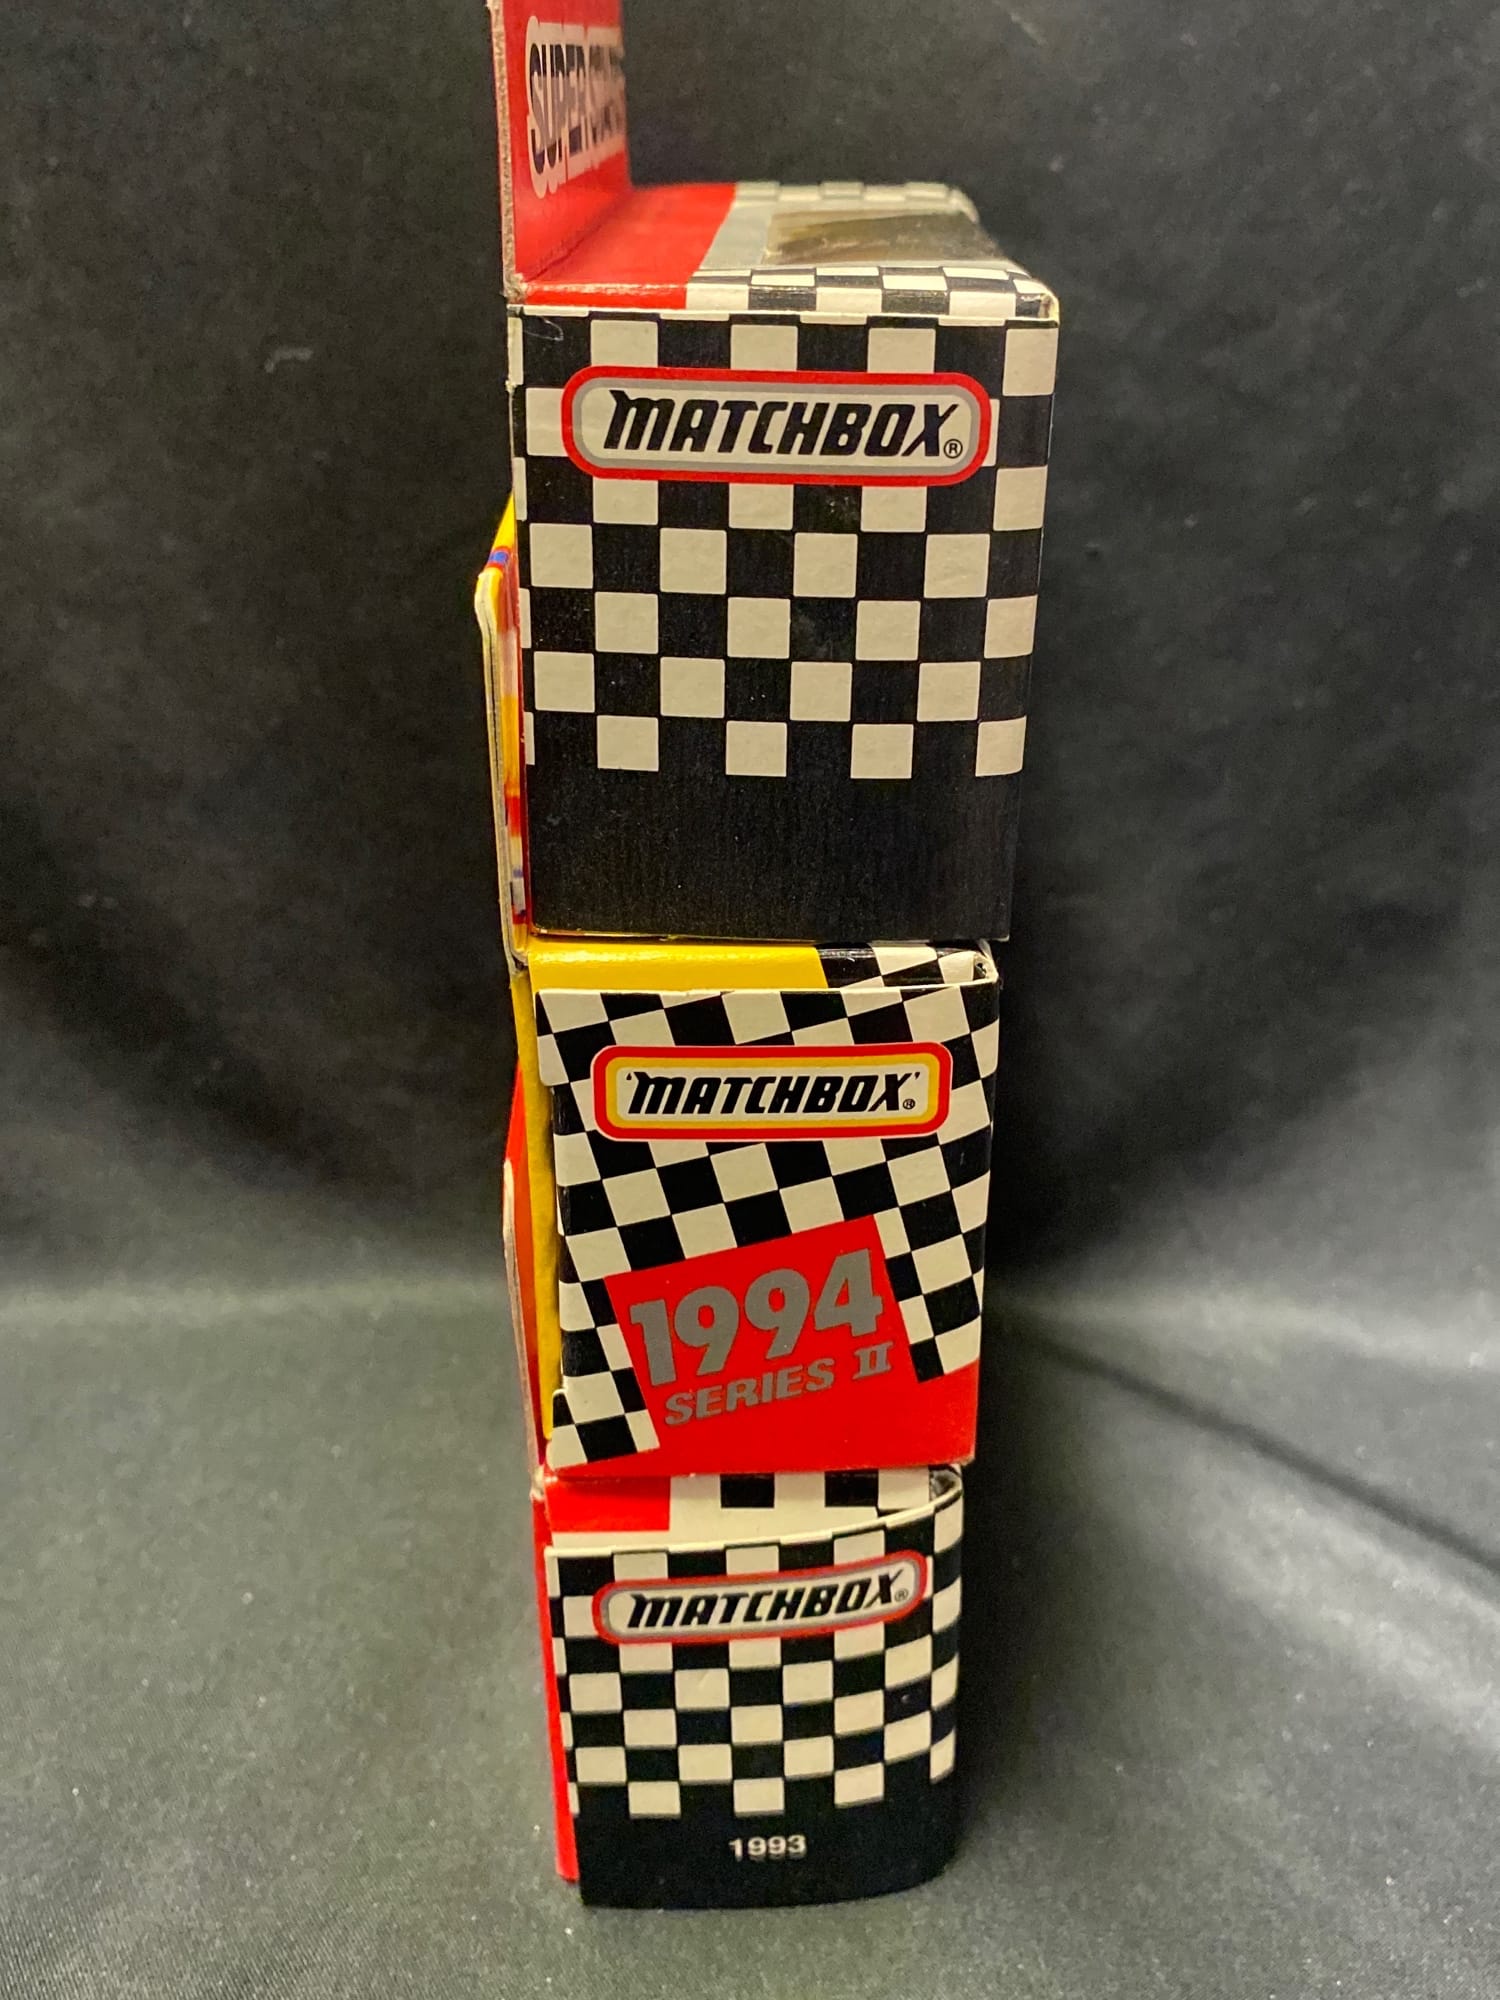 MATCHBOX®
'MATCHBOX'®
1994
SERIES II
MATCHBOX®
1993